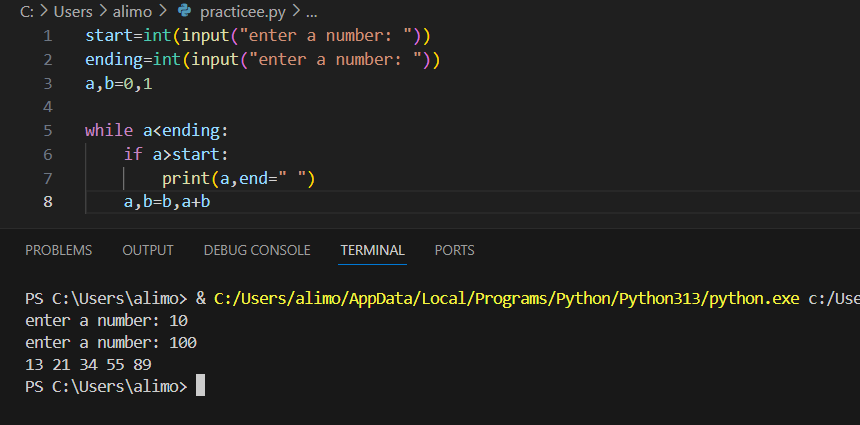 C: > Users > alimo > practicee.py > ...
1 start=int(input("enter a number: "))
2 ending=int(input("enter a number: "))
3 a,b=0,1
4
5 while a<ending:
6     if a>start:
7         print(a,end=" ")
8     a,b=b,a+b
PROBLEMS OUTPUT DEBUG CONSOLE TERMINAL PORTS
PS C:\Users\alimo> & C:/Users/alimo/AppData/Local/Programs/Python/Python313/python.exe c:/Use
enter a number: 10
enter a number: 100
13 21 34 55 89
PS C:\Users\alimo>